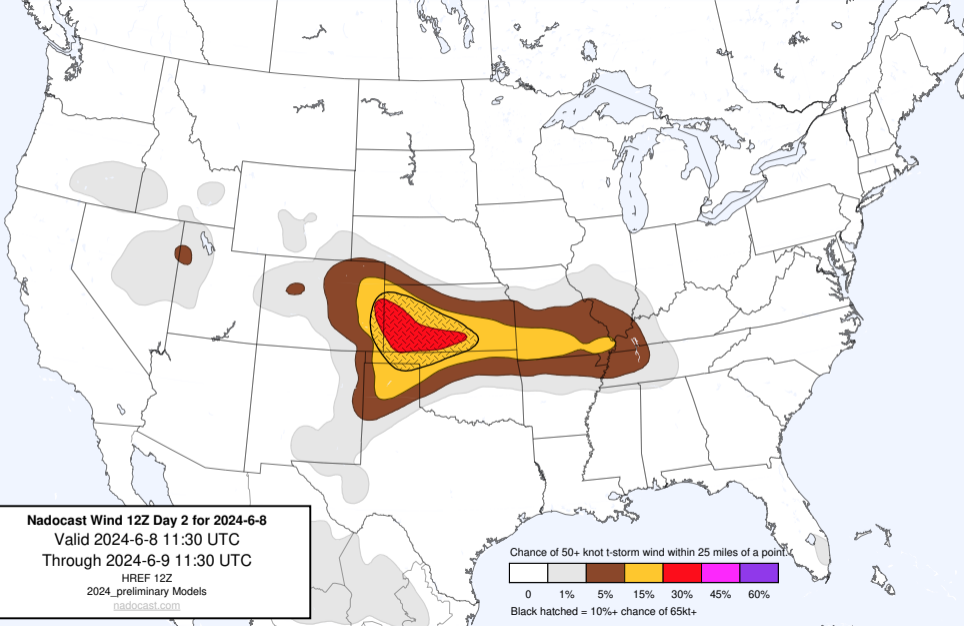 Nadocast Wind 12Z Day 2 for 2024-6-8
Valid 2024-6-8 11:30 UTC
Through 2024-6-9 11:30 UTC
HREF 12Z
2024_preliminary Models
nadocast.com
Chance of 50+ knot t-storm wind within 25 miles of a point.
0 1% 5% 15% 30% 45% 60%
Black hatched = 10%+ chance of 65kt+